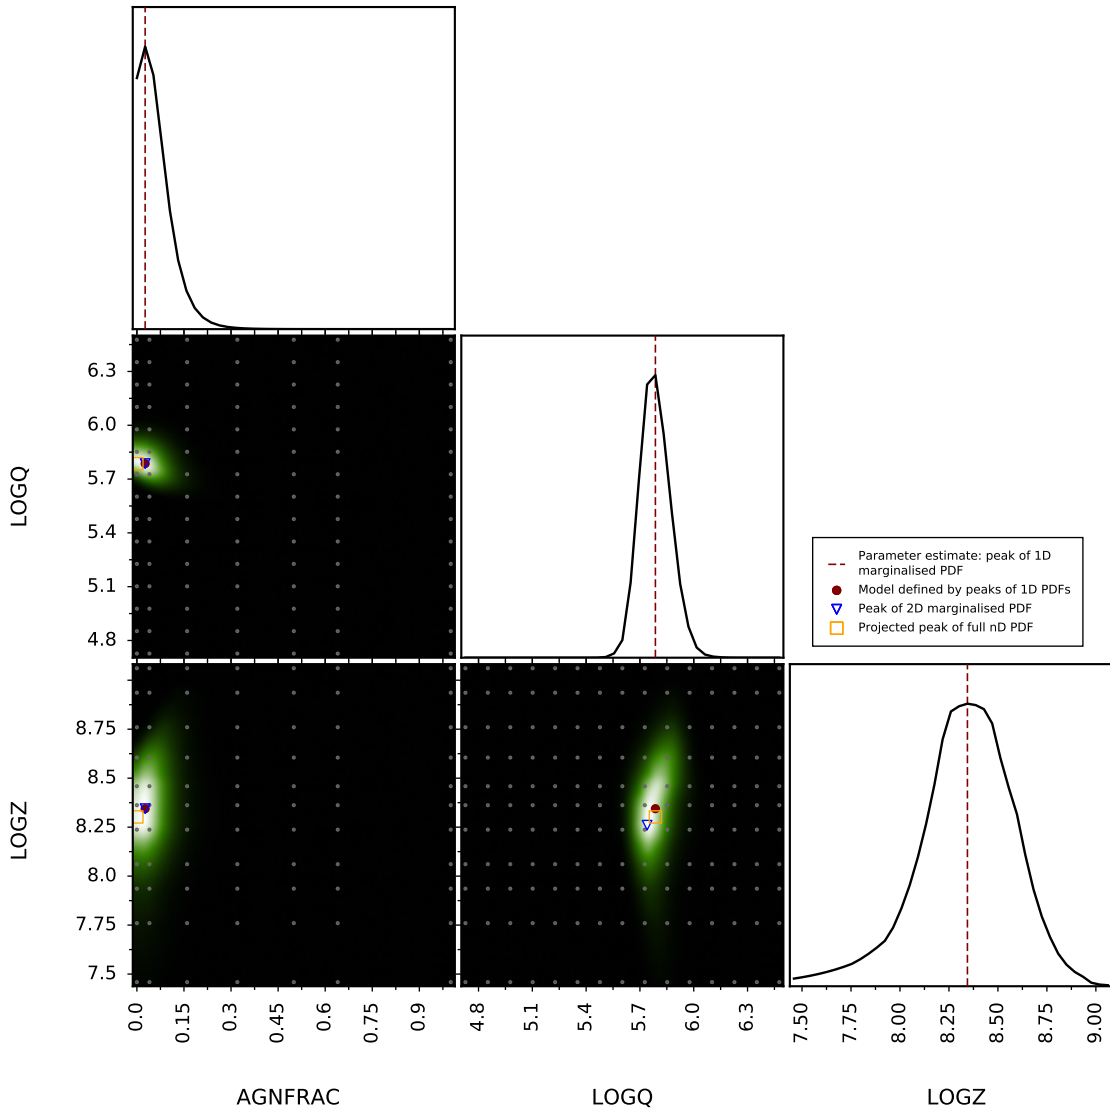 6.3
6.0
5.7
5.4
5.1
4.8
LOGQ
Parameter estimate: peak of 1D
marginalised PDF
Model defined by peaks of 1D PDFs
Peak of 2D marginalised PDF
Projected peak of full nD PDF
8.75
8.5
8.25
8.0
7.75
7.5
LOGZ
0.0 0.15 0.3 0.45 0.6 0.75 0.9
4.8 5.1 5.4 5.7 6.0 6.3
7.50 7.75 8.00 8.25 8.50 8.75 9.00
AGNFRAC LOGQ LOGZ